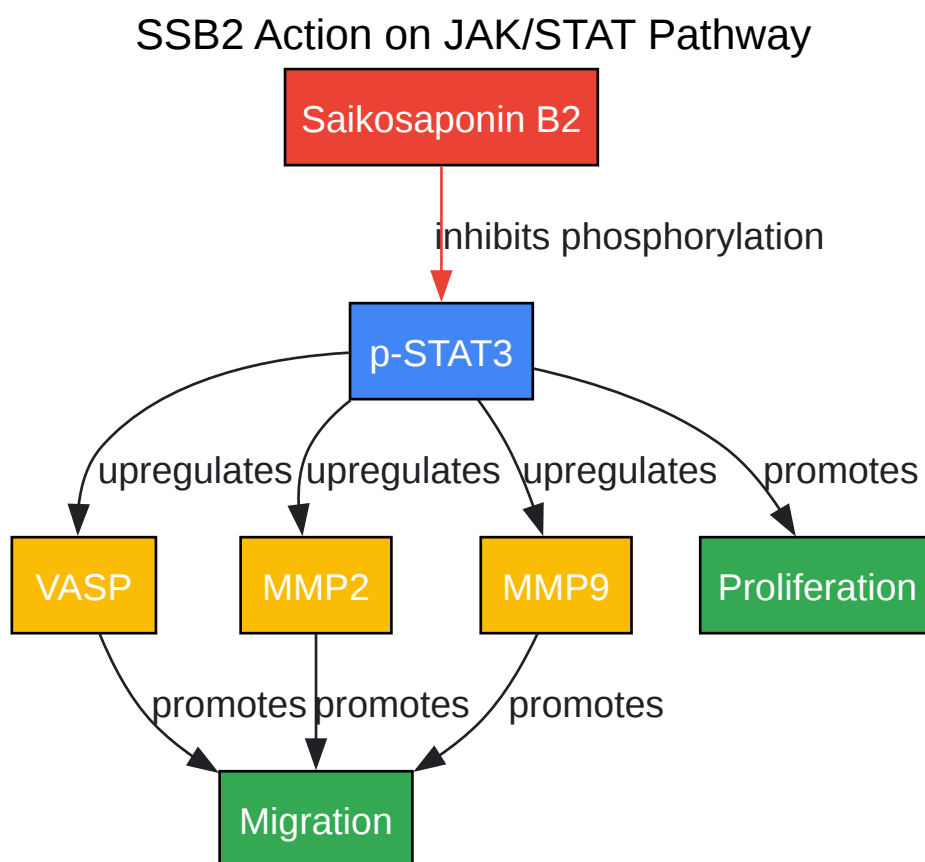 SSB2 Action on JAK/STAT Pathway
Saikosaponin B2
inhibits phosphorylation
p-STAT3
upregulates
upregulates
upregulates
promotes
VASP
MMP2
MMP9
Proliferation
promotes
promotes
promotes
Migration